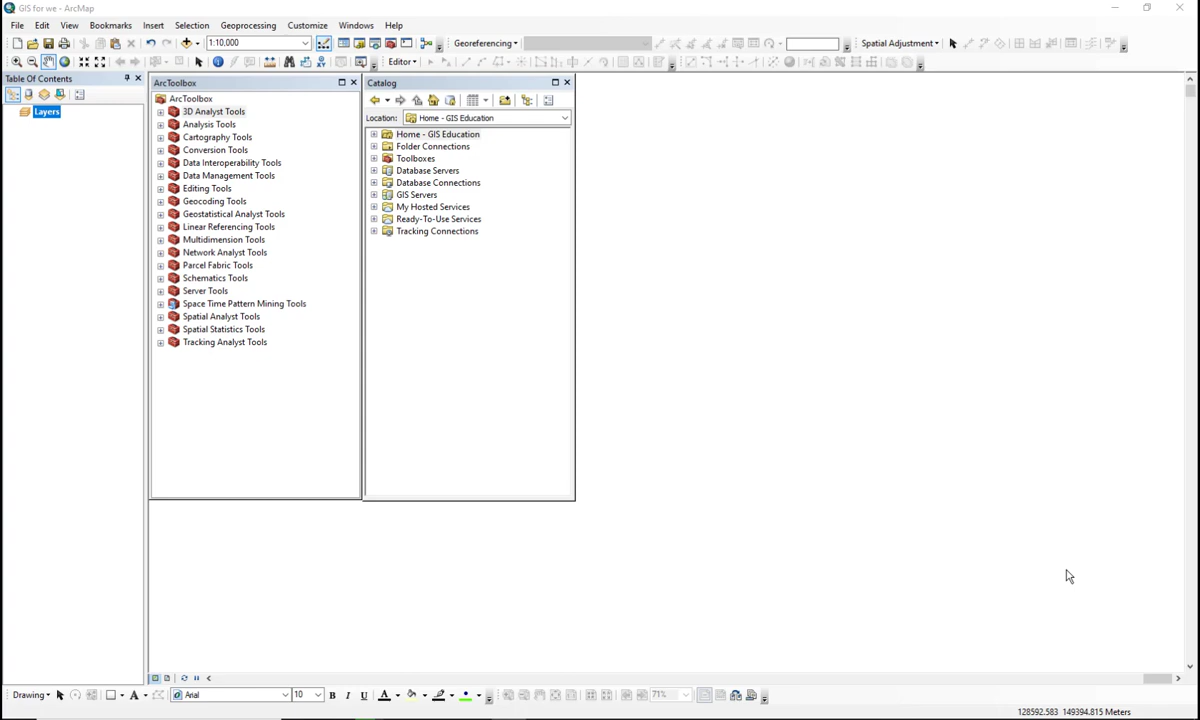 GIS for we - ArcMap
File Edit View Bookmarks Insert Selection Geoprocessing Customize Windows Help
1:10,000 Georeferencing Spatial Adjustment
Editor
Table Of Contents
Layers
ArcToolbox
ArcToolbox
3D Analyst Tools
Analysis Tools
Cartography Tools
Conversion Tools
Data Interoperability Tools
Data Management Tools
Editing Tools
Geocoding Tools
Geostatistical Analyst Tools
Linear Referencing Tools
Multidimension Tools
Network Analyst Tools
Parcel Fabric Tools
Schematics Tools
Server Tools
Space Time Pattern Mining Tools
Spatial Analyst Tools
Spatial Statistics Tools
Tracking Analyst Tools
Catalog
Location: Home - GIS Education
Home - GIS Education
Folder Connections
Toolboxes
Database Servers
Database Connections
GIS Servers
My Hosted Services
Ready-To-Use Services
Tracking Connections
Drawing A Arial 10 B I U A 71%
128592.583 149394.815 Meters